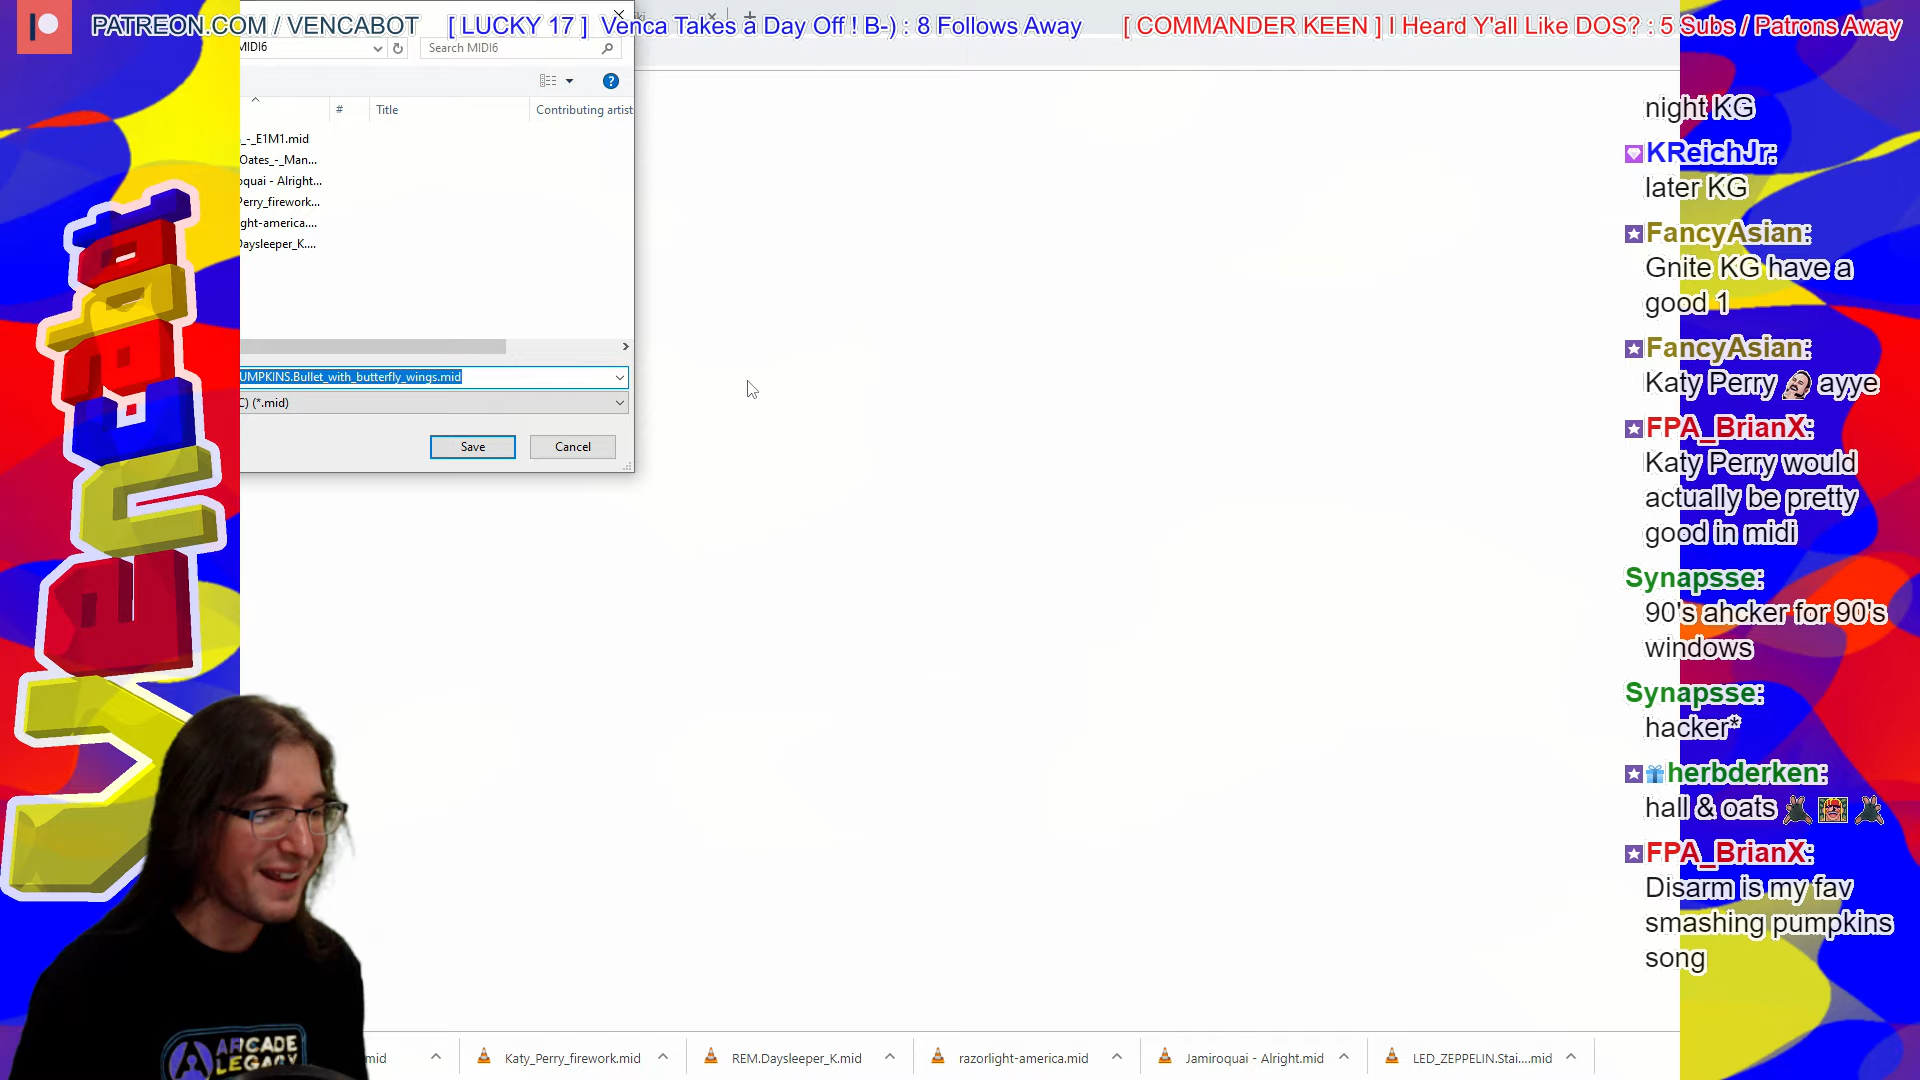 PATREON.COM / VENCABOT [ LUCKY 17 ] Venca Takes a Day Off ! B-) : 8 Follows Away [ COMMANDER KEEN ] I Heard Y'all Like DOS? : 5 Subs / Patrons Away
MIDI6 Search MIDI6
# Title Contributing artist
_-_E1M1.mid
Oates_-_Man...
oquai - Alright...
Perry_firework...
ght-america....
Daysleeper_K....
UMPKINS.Bullet_with_butterfly_wings.mid
C) (*.mid)
Save Cancel
night KG
KReichJr:
later KG
FancyAsian:
Gnite KG have a
good 1
FancyAsian:
Katy Perry ayye
FPA_BrianX:
Katy Perry would
actually be pretty
good in midi
Synapsse:
90's ahcker for 90's
windows
Synapsse:
hacker*
herbderken:
hall & oats
FPA_BrianX:
Disarm is my fav
smashing pumpkins
song
vencabot
ARCADE
LEGACY
mid Katy_Perry_firework.mid REM.Daysleeper_K.mid razorlight-america.mid Jamiroquai - Alright.mid LED_ZEPPELIN.Stai....mid